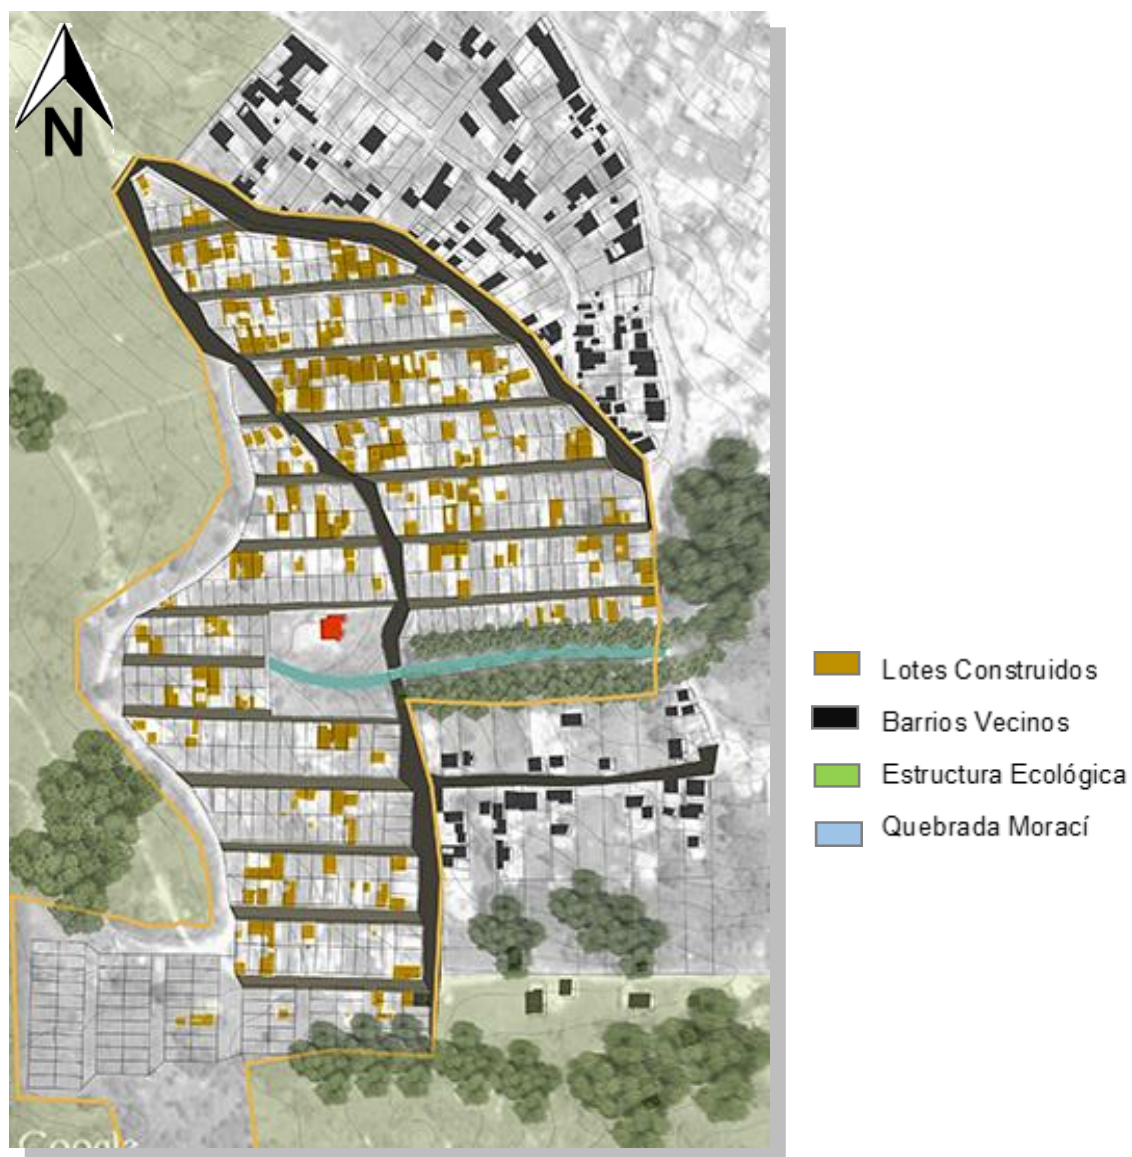 N
Lotes Construidos
Barrios Vecinos
Estructura Ecológica
Quebrada Morací
Google